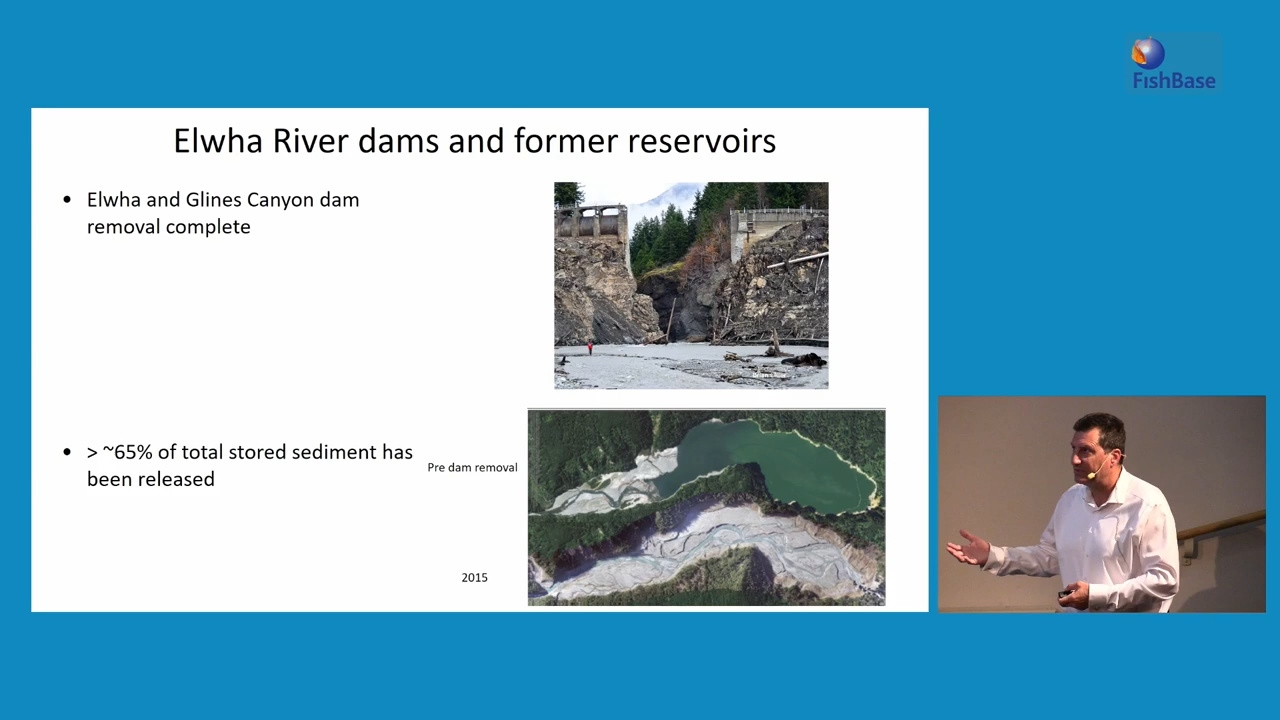 FishBase
Elwha River dams and former reservoirs
• Elwha and Glines Canyon dam
removal complete
• > ~65% of total stored sediment has
been released
Pre dam removal
2015